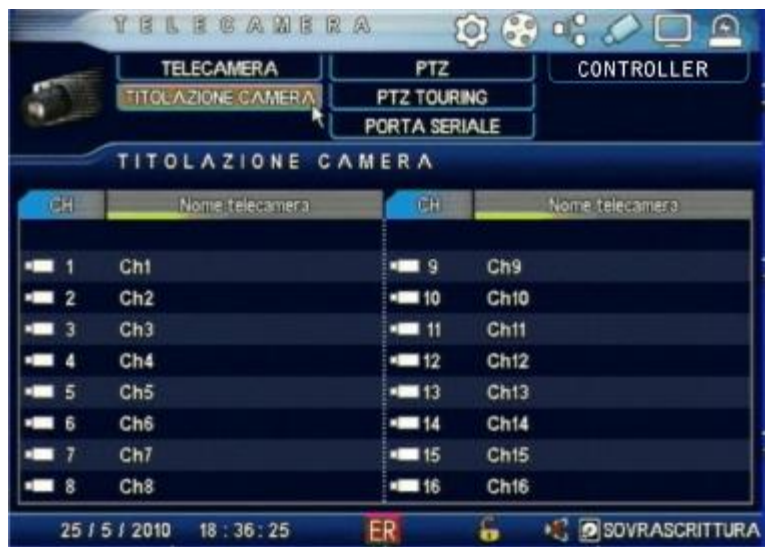 TELECAMERA
TELECAMERA PTZ CONTROLLER
TITOLAZIONE CAMERA PTZ TOURING
PORTA SERIALE
TITOLAZIONE CAMERA
CH Nome telecamera CH Nome telecamera
1 Ch1 9 Ch9
2 Ch2 10 Ch10
3 Ch3 11 Ch11
4 Ch4 12 Ch12
5 Ch5 13 Ch13
6 Ch6 14 Ch14
7 Ch7 15 Ch15
8 Ch8 16 Ch16
25 / 5 / 2010 18 : 36 : 25 ER SOVRASCRITTURA